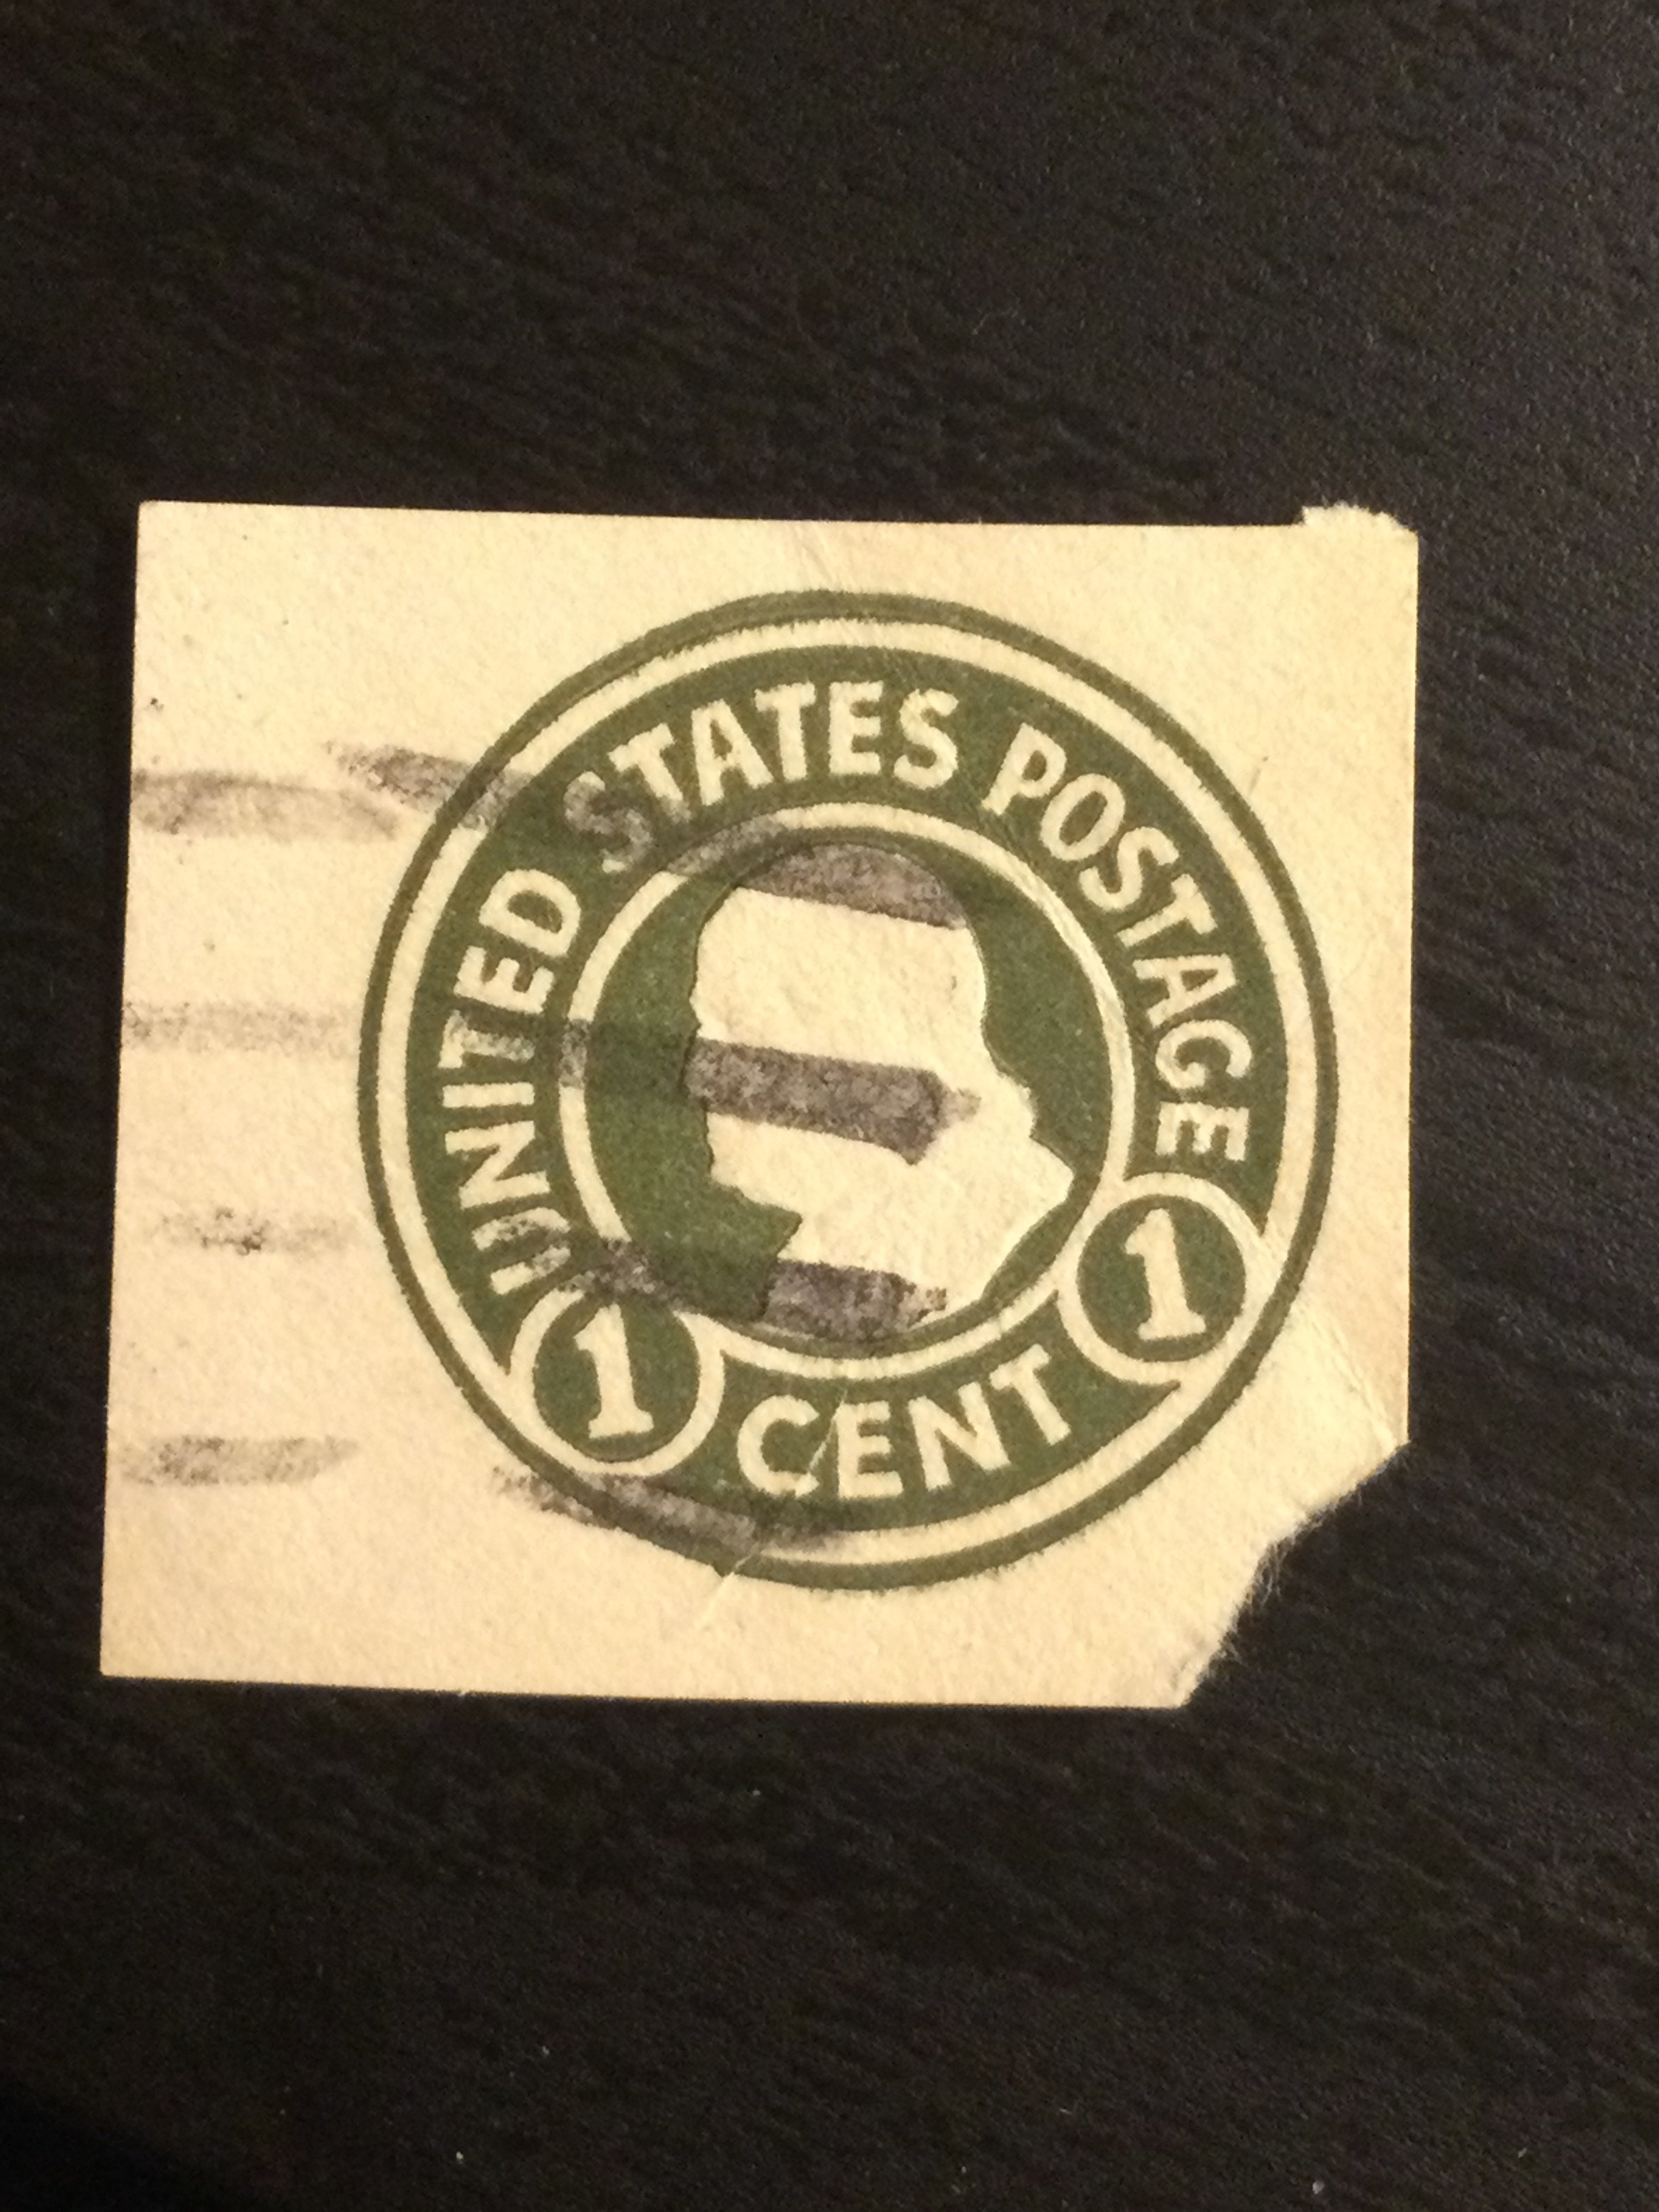 UNITED STATES POSTAGE
1 CENT 1